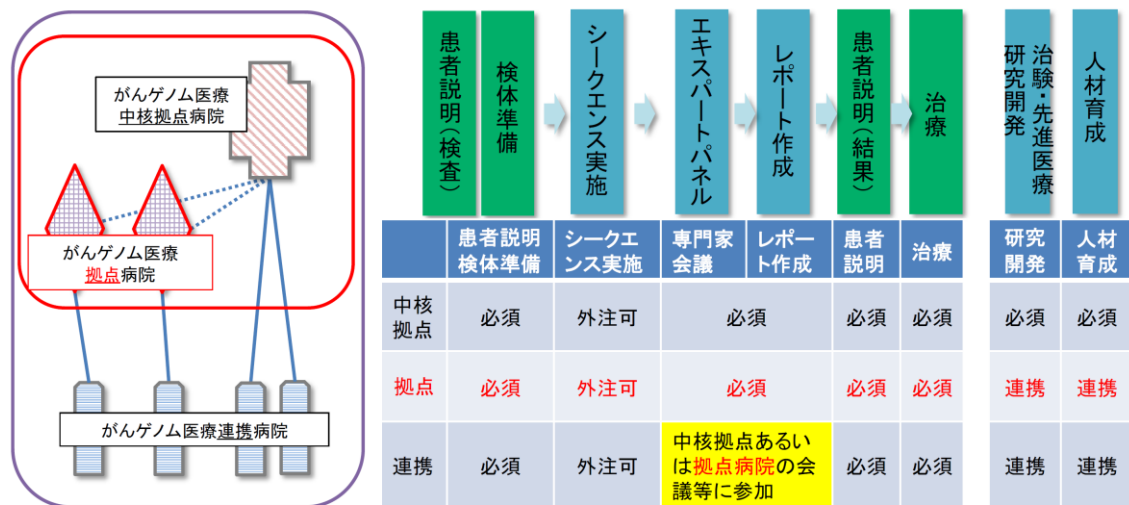 がんゲノム医療
中核拠点病院
がんゲノム医療
拠点病院
がんゲノム医療連携病院
患者説明(検査)
検体準備
シークエンス実施
エキスパートパネル
レポート作成
患者説明(結果)
治療
治験・先進医療
研究開発
人材育成
患者説明 シークエ 専門家 レポー 患者 治療 研究 人材
検体準備 ンス実施 会議 ト作成 説明 開発 育成
中核
拠点 必須 外注可 必須 必須 必須 必須 必須
拠点 必須 外注可 必須 必須 必須 連携 連携
連携 必須 外注可 中核拠点あるい
は拠点病院の会
議等に参加 必須 必須 連携 連携